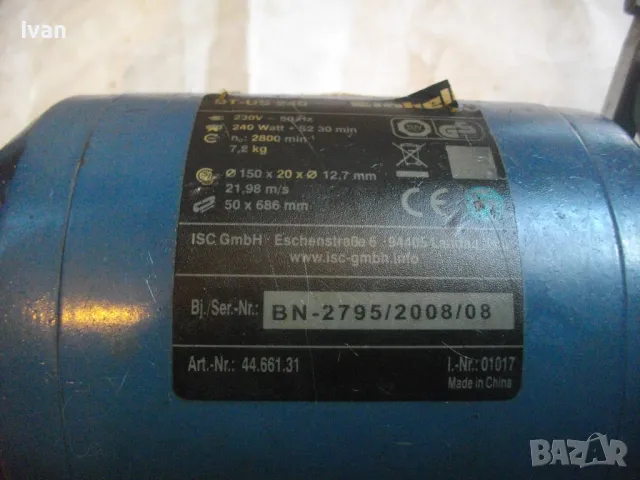 Ivan
BT-US 240 Einhell
230V ~ 50 Hz
240 Watt · S2 30 min
n₀: 2800 min⁻¹
7,2 kg
Ø 150 x 20 x Ø 12,7 mm
21,98 m/s
50 x 686 mm
CE
ISC GmbH · Eschenstraße 6 · 94405 Landau
www.isc-gmbh.info
Bj./Ser.-Nr.: BN-2795/2008/08
Art.-Nr.: 44.661.31 I.-Nr.: 01017
Made in China
BAZAR
bg